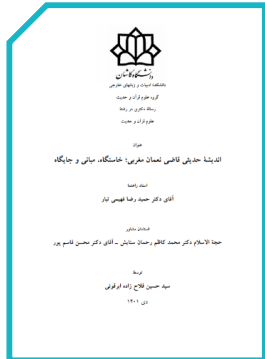 دانشگاه کاشان
دانشکدهٔ ادبیات و زبانهای خارجی
گروه علوم قرآن و حدیث
رسالهٔ دکتری در رشتهٔ
علوم قرآن و حدیث
عنوان
اندیشهٔ حدیثی قاضی نعمان مغربی: خاستگاه، مبانی و جایگاه
استاد راهنما
آقای دکتر حمید رضا فهیمی تبار
استادان مشاور
حجة الاسلام دکتر محمد کاظم رحمان ستایش ـ آقای دکتر محسن قاسم پور
توسط
سید حسین فلاح زاده ابرقوئی
دی ۱۴۰۱